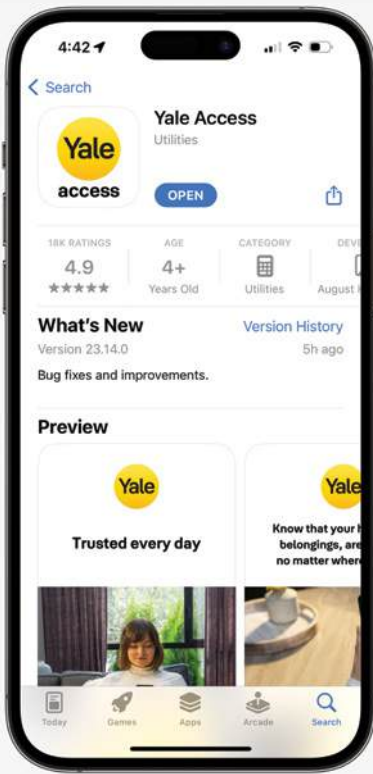 4:42
Search
Yale
access
Yale Access
Utilities
OPEN
18K RATINGS
4.9
★★★★★
AGE
4+
Years Old
CATEGORY
Utilities
DEV
August
What's New
Version History
Version 23.14.0
5h ago
Bug fixes and improvements.
Preview
Yale
Trusted every day
Yale
Know that your
belongings, are
no matter where
Today
Games
Apps
Arcade
Search